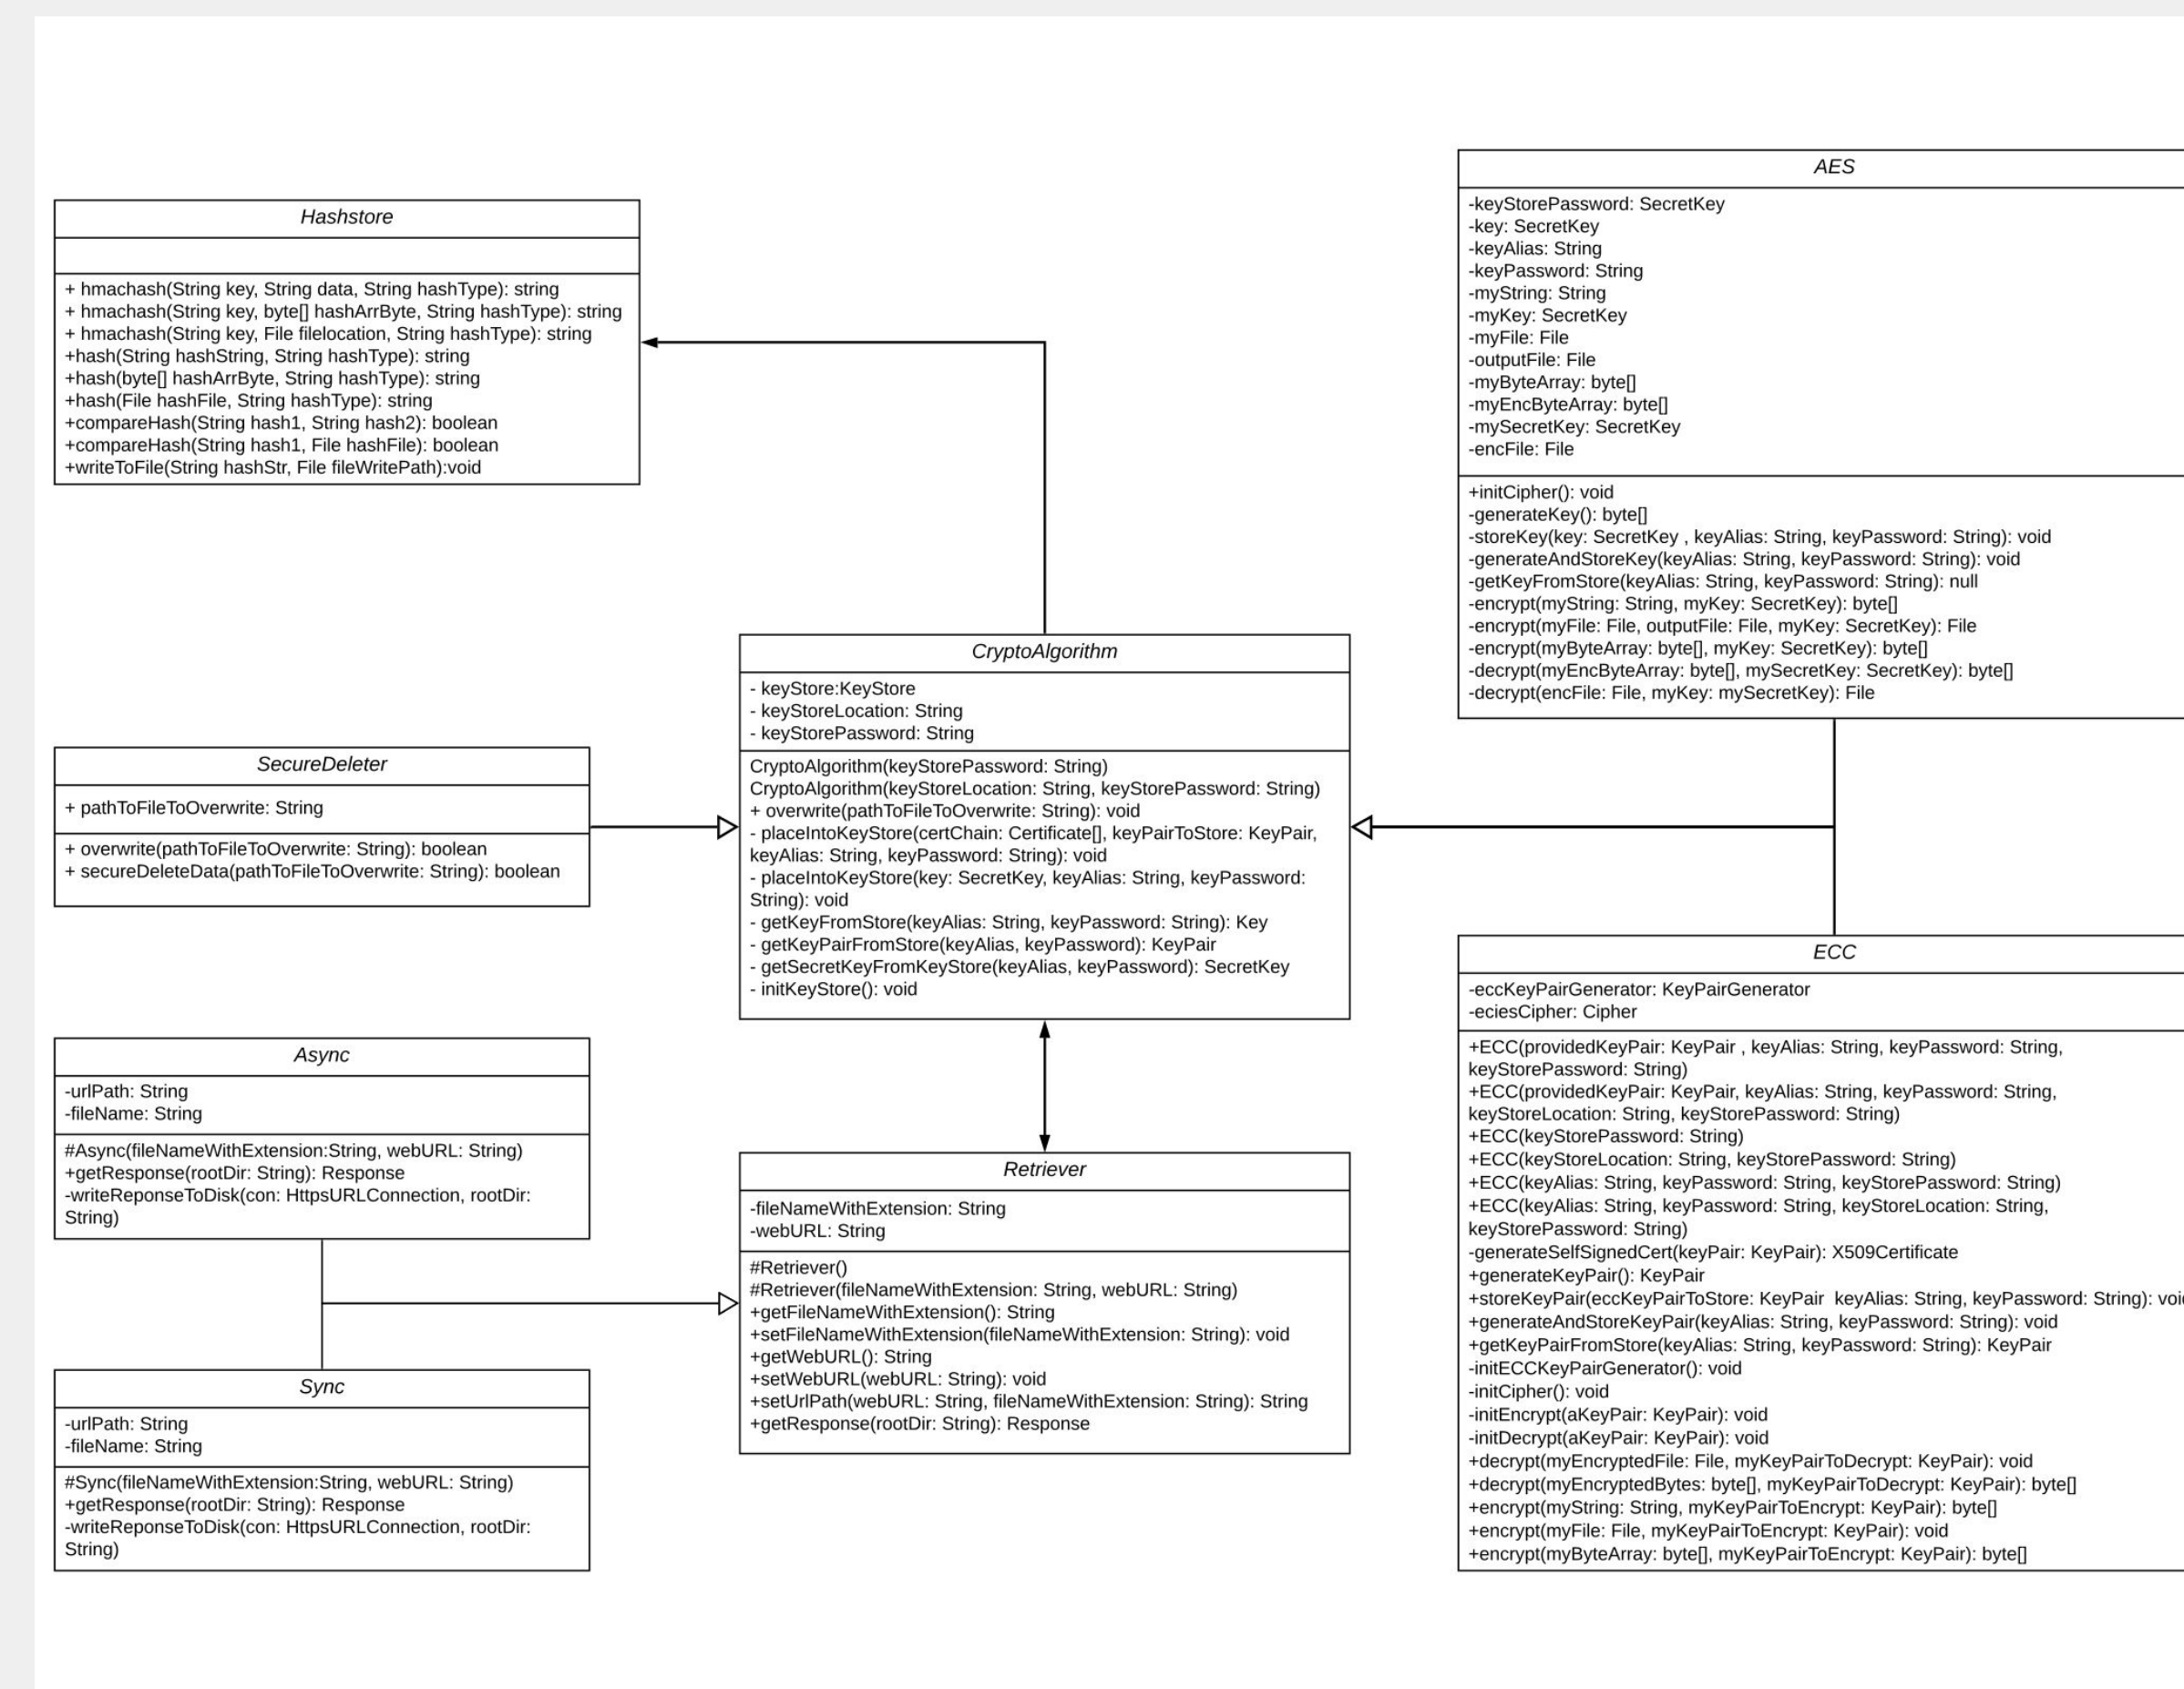 Hashstore
+ hmachash(String key, String data, String hashType): string
+ hmachash(String key, byte[] hashArrByte, String hashType): string
+ hmachash(String key, File filelocation, String hashType): string
+hash(String hashString, String hashType): string
+hash(byte[] hashArrByte, String hashType): string
+hash(File hashFile, String hashType): string
+compareHash(String hash1, String hash2): boolean
+compareHash(String hash1, File hashFile): boolean
+writeToFile(String hashStr, File fileWritePath):void
SecureDeleter
+ pathToFileToOverwrite: String
+ overwrite(pathToFileToOverwrite: String): boolean
+ secureDeleteData(pathToFileToOverwrite: String): boolean
Async
-urlPath: String
-fileName: String
#Async(fileNameWithExtension:String, webURL: String)
+getResponse(rootDir: String): Response
-writeReponseToDisk(con: HttpsURLConnection, rootDir:
String)
Sync
-urlPath: String
-fileName: String
#Sync(fileNameWithExtension:String, webURL: String)
+getResponse(rootDir: String): Response
-writeReponseToDisk(con: HttpsURLConnection, rootDir:
String)
CryptoAlgorithm
- keyStore:KeyStore
- keyStoreLocation: String
- keyStorePassword: String
CryptoAlgorithm(keyStorePassword: String)
CryptoAlgorithm(keyStoreLocation: String, keyStorePassword: String)
+ overwrite(pathToFileToOverwrite: String): void
- placeIntoKeyStore(certChain: Certificate[], keyPairToStore: KeyPair,
keyAlias: String, keyPassword: String): void
- placeIntoKeyStore(key: SecretKey, keyAlias: String, keyPassword:
String): void
- getKeyFromStore(keyAlias: String, keyPassword: String): Key
- getKeyPairFromStore(keyAlias, keyPassword): KeyPair
- getSecretKeyFromKeyStore(keyAlias, keyPassword): SecretKey
- initKeyStore(): void
Retriever
-fileNameWithExtension: String
-webURL: String
#Retriever()
#Retriever(fileNameWithExtension: String, webURL: String)
+getFileNameWithExtension(): String
+setFileNameWithExtension(fileNameWithExtension: String): void
+getWebURL(): String
+setWebURL(webURL: String): void
+setUrlPath(webURL: String, fileNameWithExtension: String): String
+getResponse(rootDir: String): Response
AES
-keyStorePassword: SecretKey
-key: SecretKey
-keyAlias: String
-keyPassword: String
-myString: String
-myKey: SecretKey
-myFile: File
-outputFile: File
-myByteArray: byte[]
-myEncByteArray: byte[]
-mySecretKey: SecretKey
-encFile: File
+initCipher(): void
-generateKey(): byte[]
-storeKey(key: SecretKey , keyAlias: String, keyPassword: String): void
-generateAndStoreKey(keyAlias: String, keyPassword: String): void
-getKeyFromStore(keyAlias: String, keyPassword: String): null
-encrypt(myString: String, myKey: SecretKey): byte[]
-encrypt(myFile: File, outputFile: File, myKey: SecretKey): File
-encrypt(myByteArray: byte[], myKey: SecretKey): byte[]
-decrypt(myEncByteArray: byte[], mySecretKey: SecretKey): byte[]
-decrypt(encFile: File, myKey: mySecretKey): File
ECC
-eccKeyPairGenerator: KeyPairGenerator
-eciesCipher: Cipher
+ECC(providedKeyPair: KeyPair , keyAlias: String, keyPassword: String,
keyStorePassword: String)
+ECC(providedKeyPair: KeyPair, keyAlias: String, keyPassword: String,
keyStoreLocation: String, keyStorePassword: String)
+ECC(keyStorePassword: String)
+ECC(keyStoreLocation: String, keyStorePassword: String)
+ECC(keyAlias: String, keyPassword: String, keyStorePassword: String)
+ECC(keyAlias: String, keyPassword: String, keyStoreLocation: String,
keyStorePassword: String)
-generateSelfSignedCert(keyPair: KeyPair): X509Certificate
+generateKeyPair(): KeyPair
+storeKeyPair(eccKeyPairToStore: KeyPair  keyAlias: String, keyPassword: String):
+generateAndStoreKeyPair(keyAlias: String, keyPassword: String): void
+getKeyPairFromStore(keyAlias: String, keyPassword: String): KeyPair
-initECCKeyPairGenerator(): void
-initCipher(): void
-initEncrypt(aKeyPair: KeyPair): void
-initDecrypt(aKeyPair: KeyPair): void
+decrypt(myEncryptedFile: File, myKeyPairToDecrypt: KeyPair): void
+decrypt(myEncryptedBytes: byte[], myKeyPairToDecrypt: KeyPair): byte[]
+encrypt(myString: String, myKeyPairToEncrypt: KeyPair): byte[]
+encrypt(myFile: File, myKeyPairToEncrypt: KeyPair): void
+encrypt(myByteArray: byte[], myKeyPairToEncrypt: KeyPair): byte[]